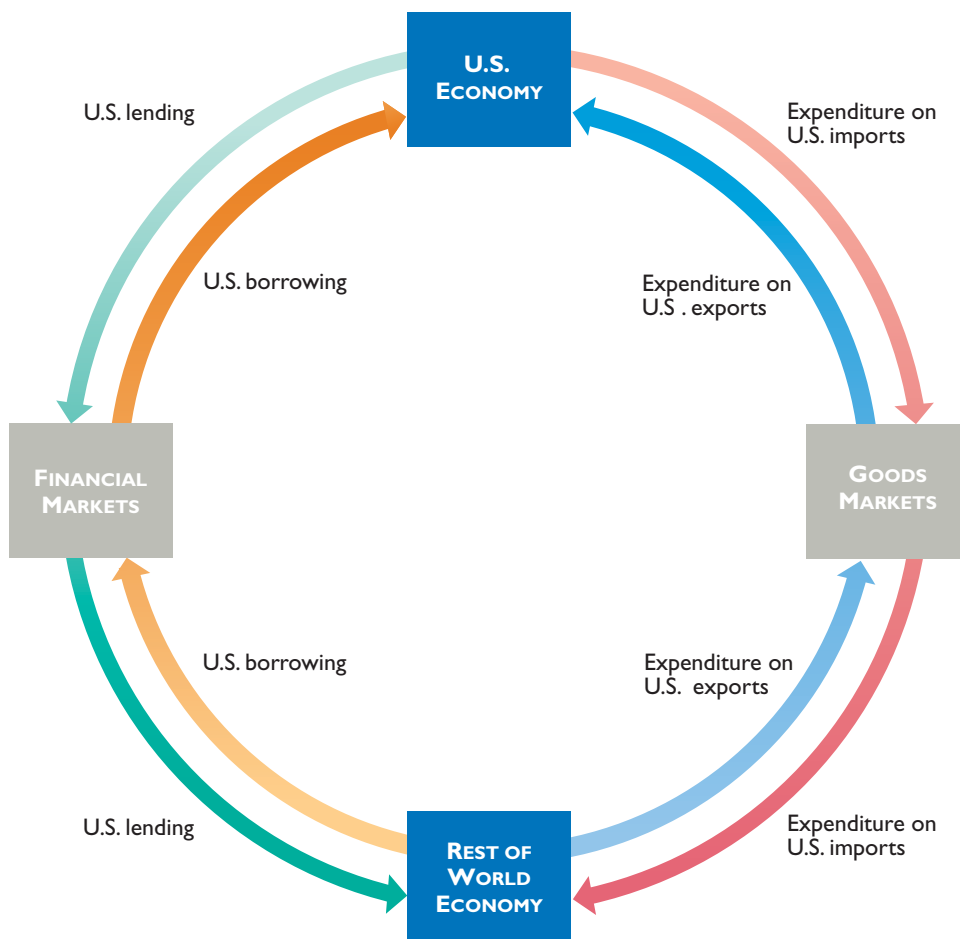 U.S.
ECONOMY
U.S. lending
Expenditure on
U.S. imports
U.S. borrowing
Expenditure on
U.S . exports
FINANCIAL
MARKETS
GOODS
MARKETS
U.S. borrowing
Expenditure on
U.S. exports
U.S. lending
Expenditure on
U.S. imports
REST OF
WORLD
ECONOMY